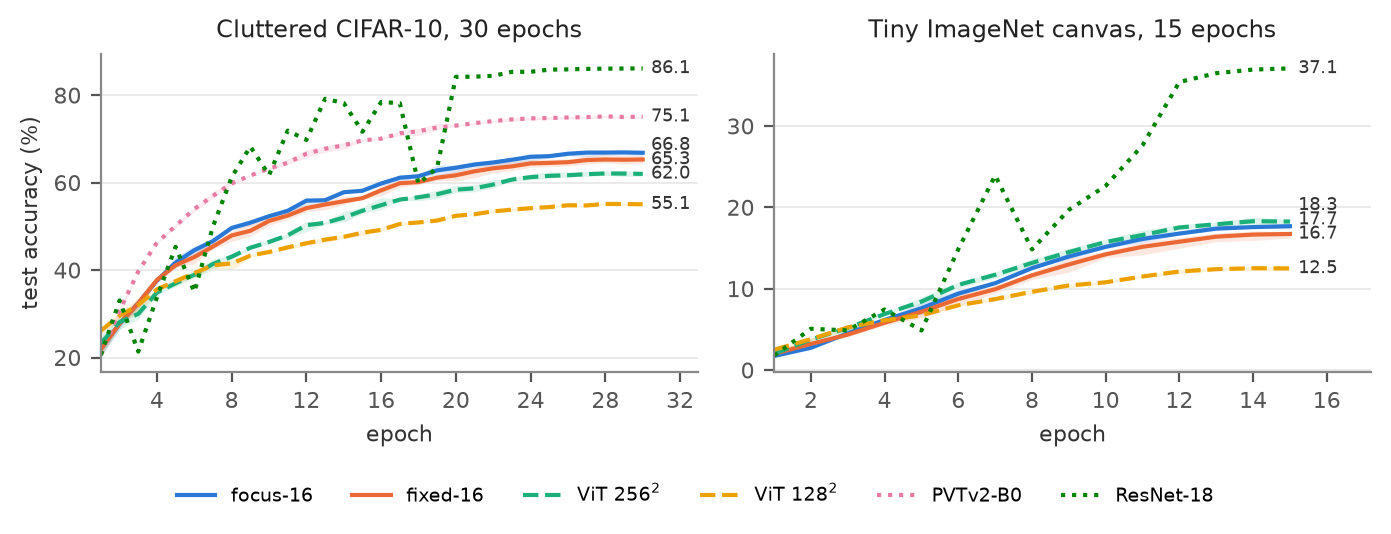 Cluttered CIFAR-10, 30 epochs
test accuracy (%)
80
60
40
20
86.1
75.1
66.8
65.3
62.0
55.1
4 8 12 16 20 24 28 32
epoch
Tiny ImageNet canvas, 15 epochs
30
20
10
0
37.1
18.3
17.7
16.7
12.5
2 4 6 8 10 12 14 16
epoch
focus-16 fixed-16 ViT 256² ViT 128² PVTv2-B0 ResNet-18